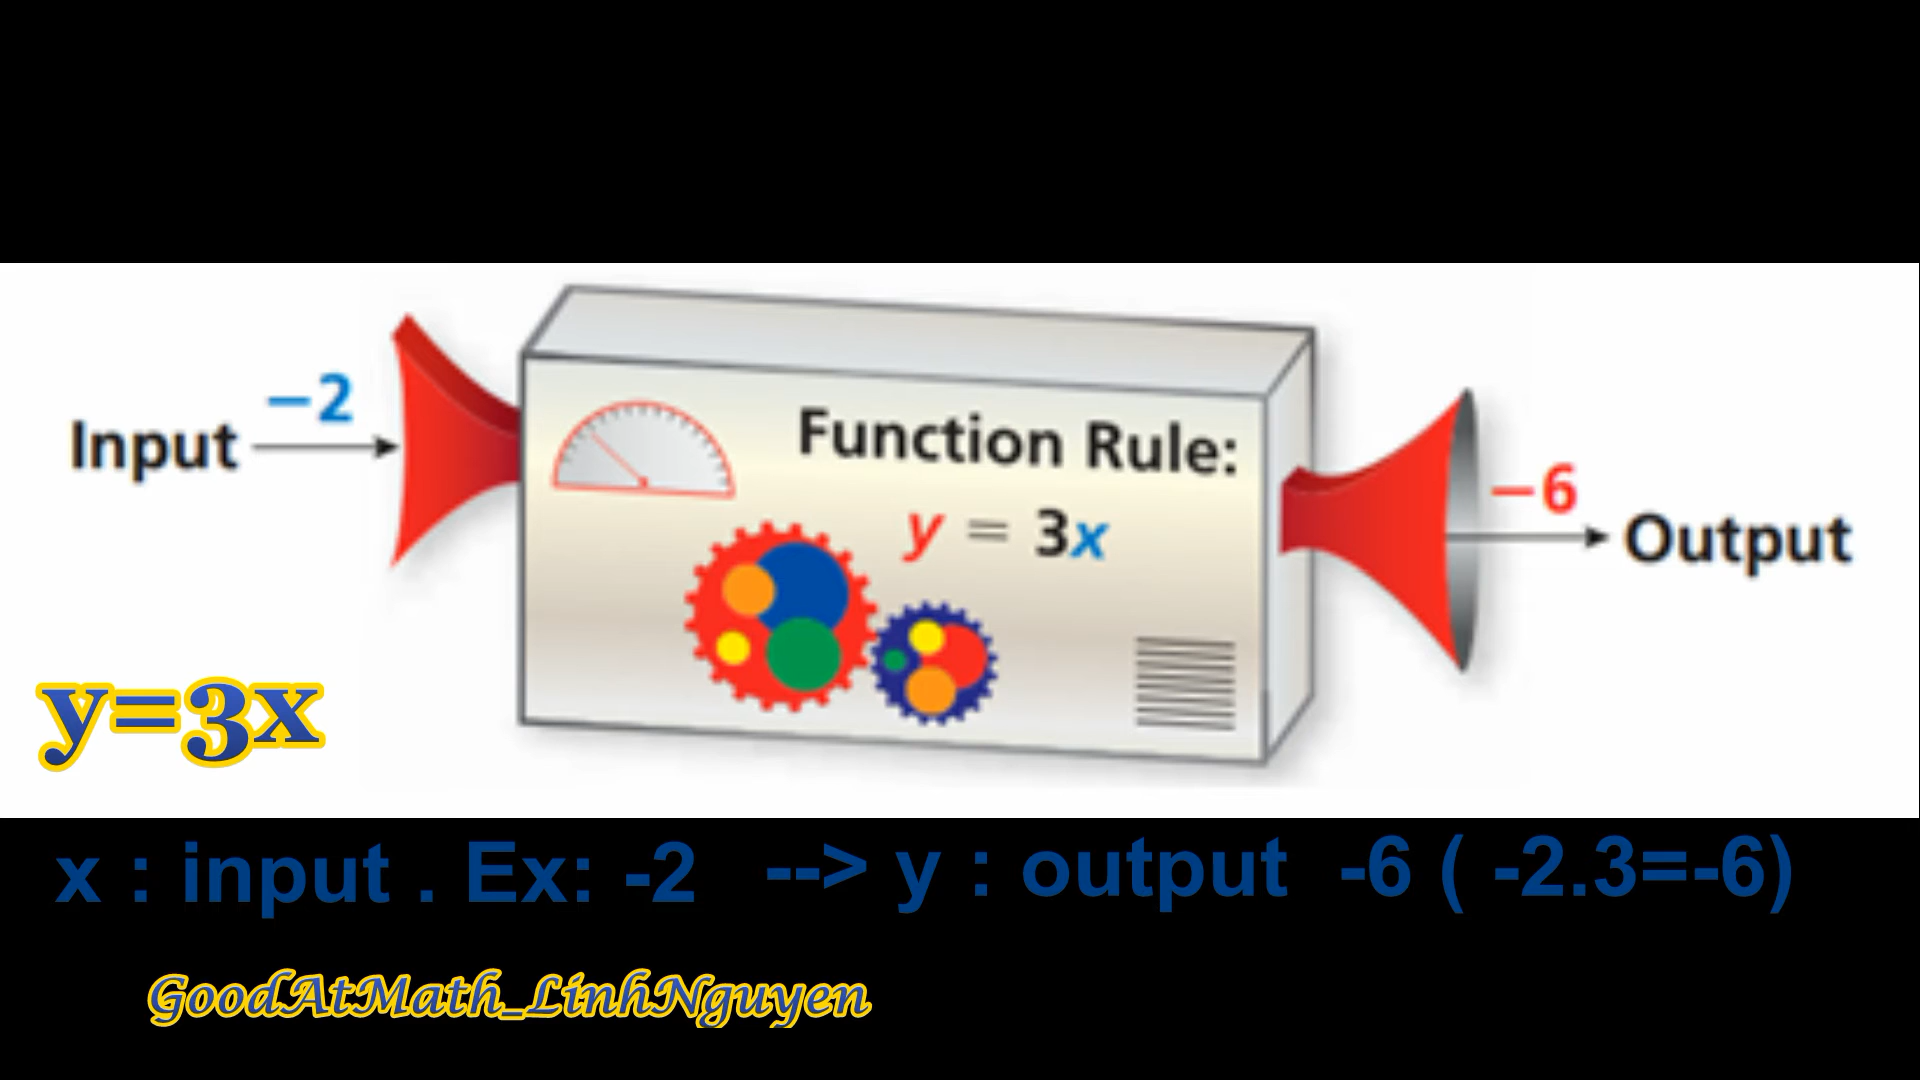 −2
Input
Function Rule:
y = 3x
−6
Output
y=3x
x : input . Ex: -2 --> y : output -6 ( -2.3=-6)
GoodAtMath_LinhNguyen